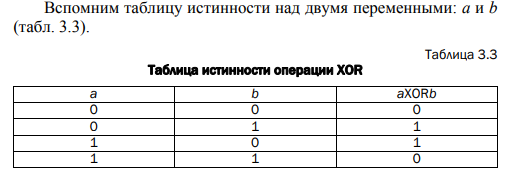 Вспомним таблицу истинности над двумя переменными: a и b
(табл. 3.3).
Таблица 3.3
Таблица истинности операции XOR
a b aXORb
0 0 0
0 1 1
1 0 1
1 1 0